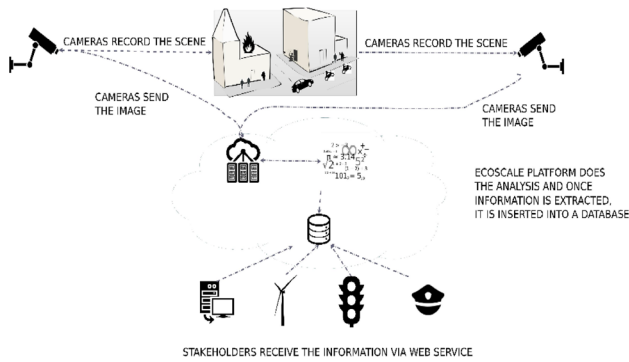 CAMERAS RECORD THE SCENE
CAMERAS RECORD THE SCENE
CAMERAS SEND
THE IMAGE
CAMERAS SEND
THE IMAGE
ECOSCALE PLATFORM DOES
THE ANALYSIS AND ONCE
INFORMATION IS EXTRACTED,
IT IS INSERTED INTO A DATABASE
STAKEHOLDERS RECEIVE THE INFORMATION VIA WEB SERVICE